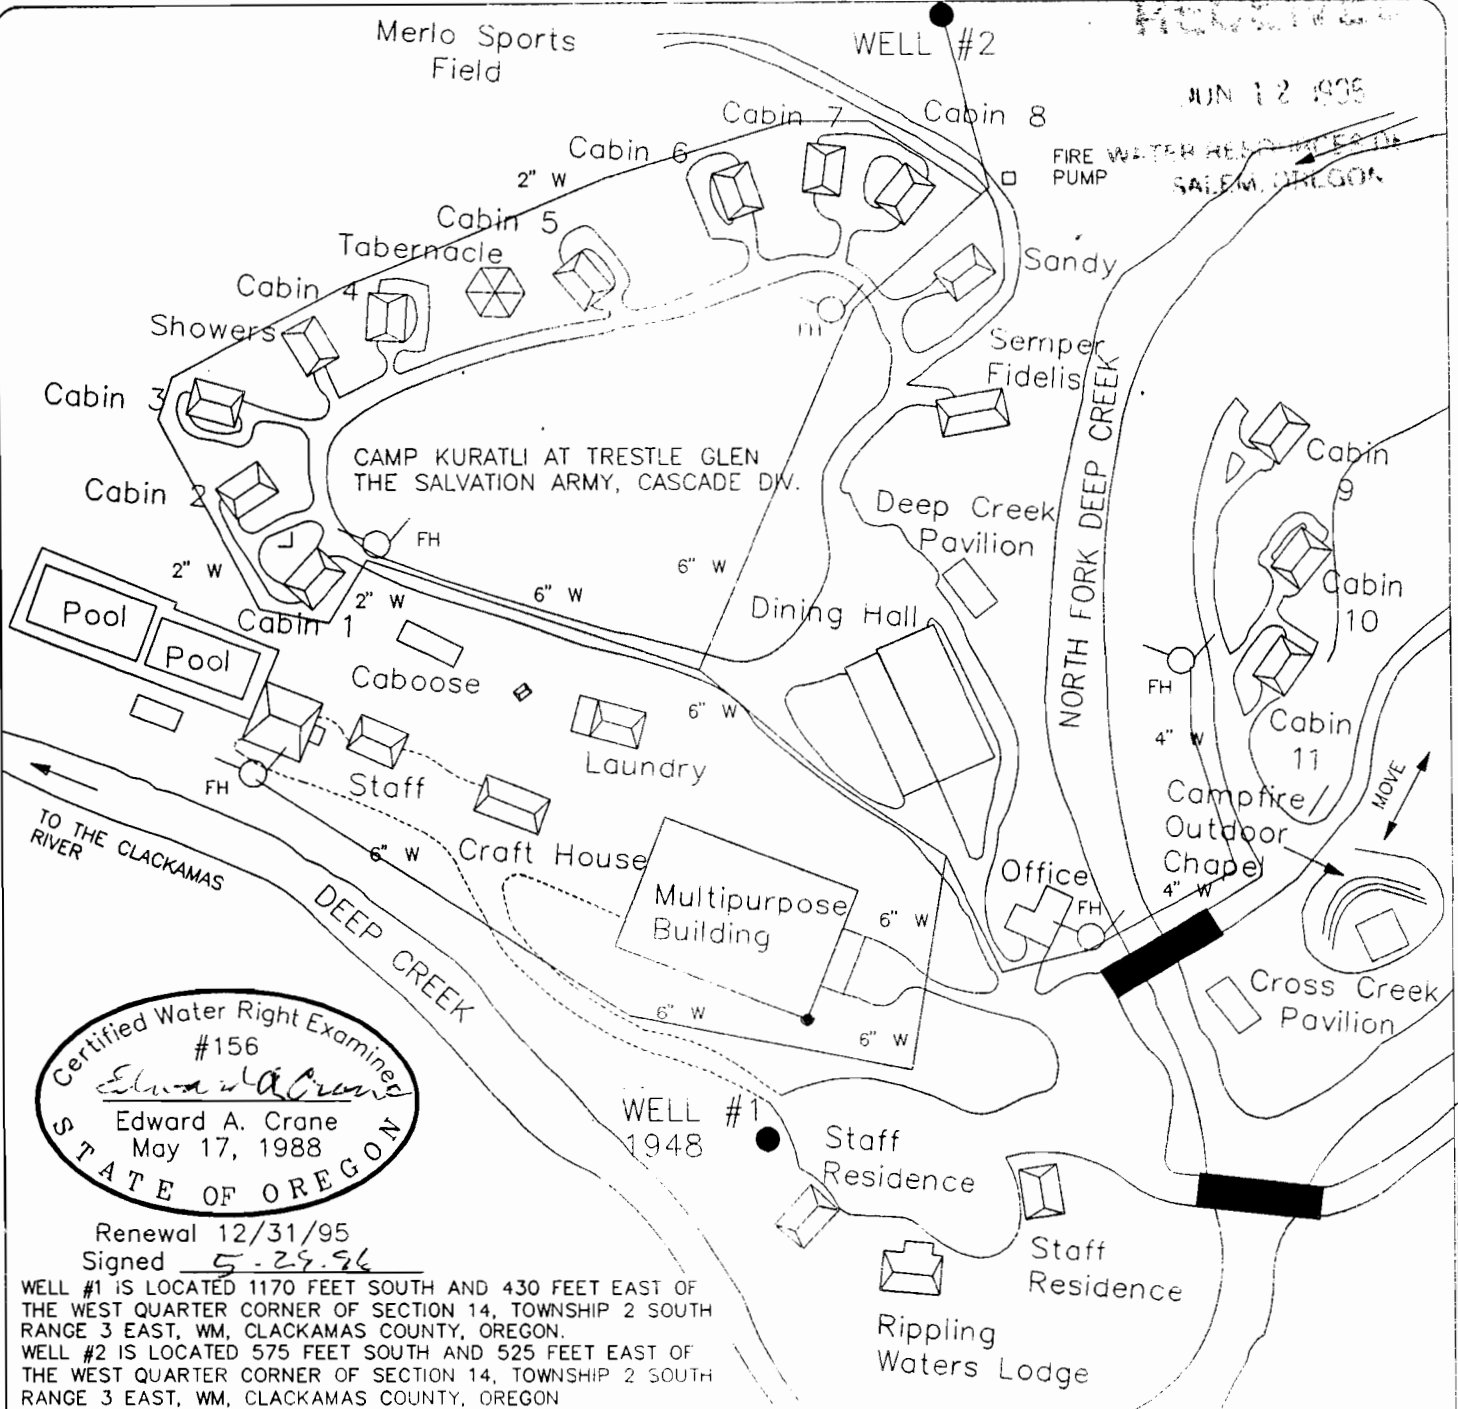 Merlo Sports
Field
WELL #2
JUN 12 1995
Cabin 7
Cabin 8
Cabin 6
FIRE
PUMP
WATER RESOURCES
SALEM, OREGON
2" W
Cabin 5
Tabernacle
Sandy
Cabin 4
Showers
Semper
Fidelis
Cabin 3
CAMP KURATLI AT TRESTLE GLEN
THE SALVATION ARMY, CASCADE DIV.
Cabin
9
Cabin 2
Deep Creek
Pavilion
NORTH FORK DEEP CREEK
FH
2" W
6" W
6" W
2" W
Cabin
10
Dining Hall
Pool
Pool
Cabin 1
Caboose
FH
6" W
4" W
Cabin
11
Laundry
Staff
FH
MOVE
TO THE CLACKAMAS
RIVER
6" W
Craft House
Campfire
Outdoor
Chapel
4" W
Office
FH
DEEP CREEK
Multipurpose
Building
6" W
Cross Creek
Pavilion
6" W
6" W
Certified Water Right Examiner
#156
Edward A. Crane
Edward A. Crane
May 17, 1988
STATE OF OREGON
WELL #1
1948
Staff
Residence
Renewal 12/31/95
Signed
Staff
Residence
Rippling
Waters Lodge
WELL #1 IS LOCATED 1170 FEET SOUTH AND 430 FEET EAST OF
THE WEST QUARTER CORNER OF SECTION 14, TOWNSHIP 2 SOUTH
RANGE 3 EAST, WM, CLACKAMAS COUNTY, OREGON.
WELL #2 IS LOCATED 575 FEET SOUTH AND 525 FEET EAST OF
THE WEST QUARTER CORNER OF SECTION 14, TOWNSHIP 2 SOUTH
RANGE 3 EAST, WM, CLACKAMAS COUNTY, OREGON